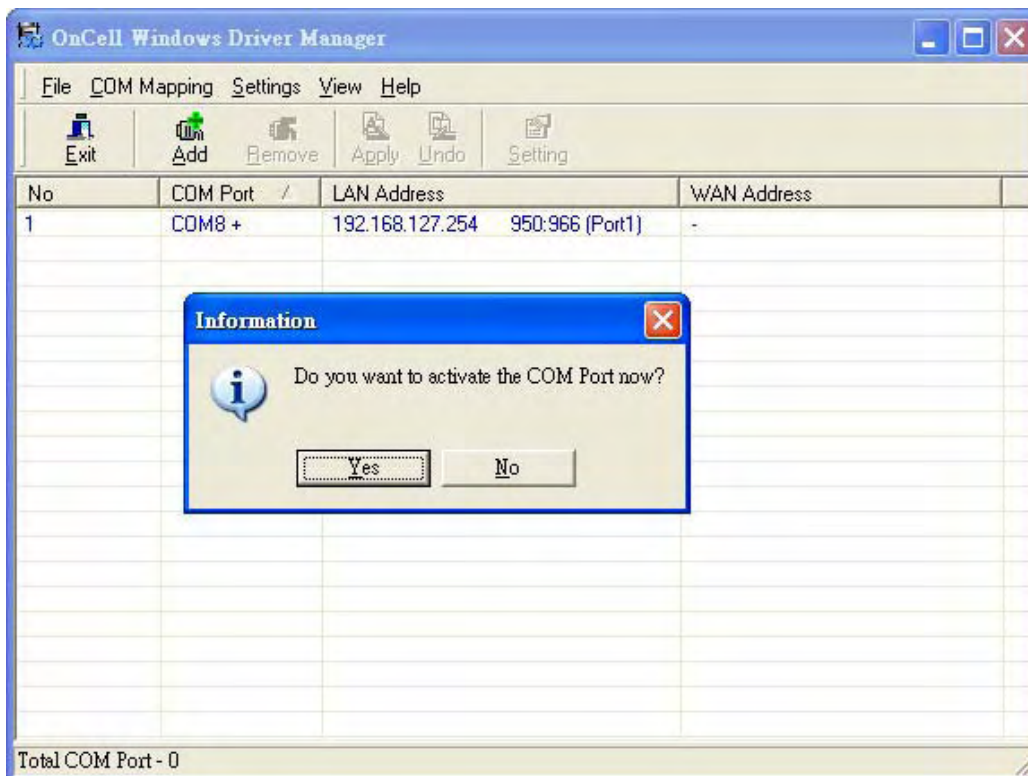 OnCell Windows Driver Manager
File COM Mapping Settings View Help
Exit Add Remove Apply Undo Setting
No COM Port / LAN Address WAN Address
1 COM8 + 192.168.127.254 950:966 (Port1) -
Information
Do you want to activate the COM Port now?
Yes No
Total COM Port - 0